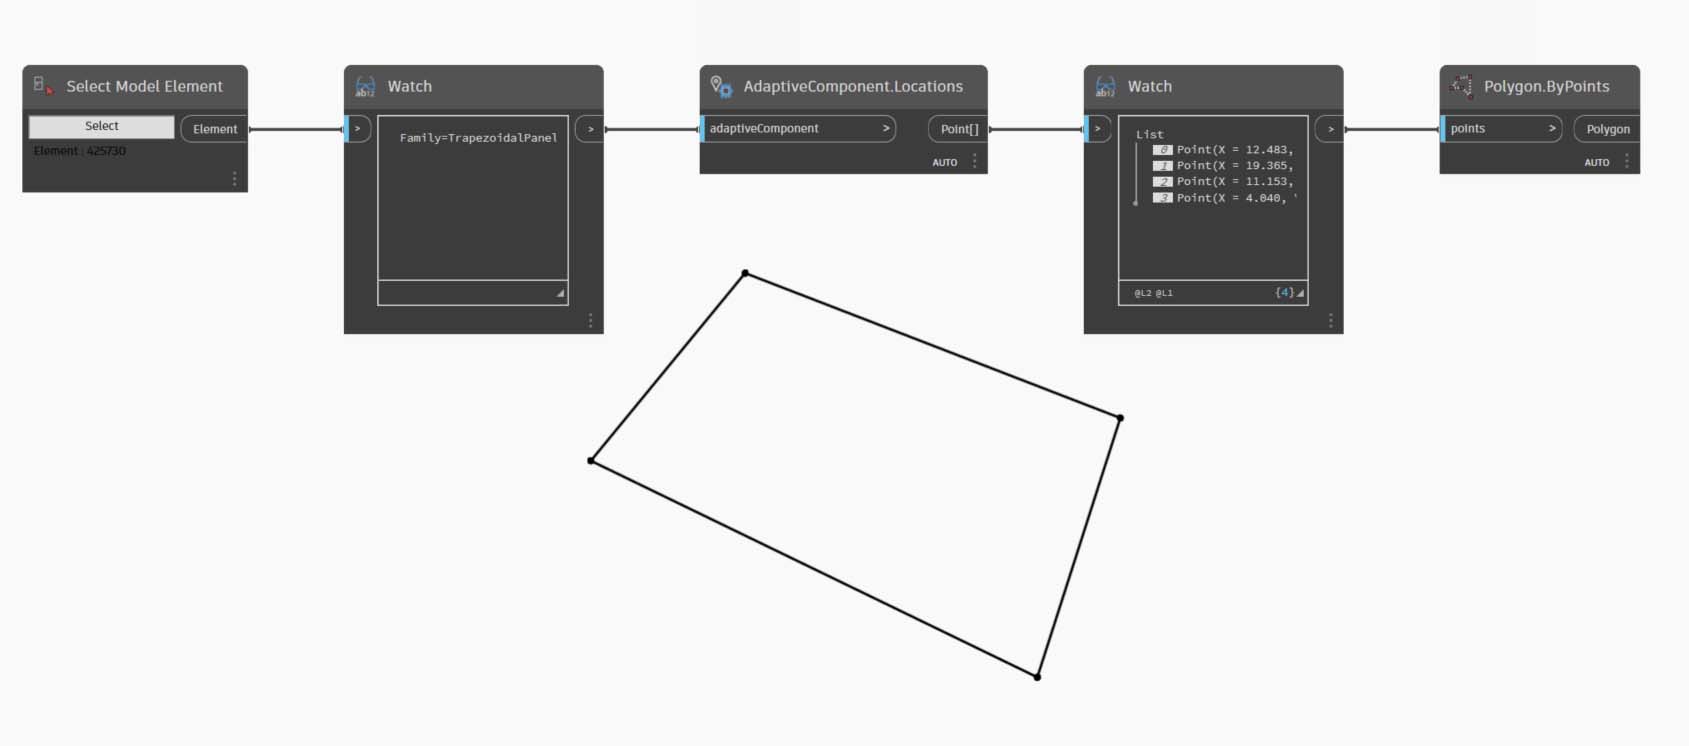 Select Model Element
Select
Element
>
Element : 425730
Watch
>
Family=TrapezoidalPanel
>
AdaptiveComponent.Locations
adaptiveComponent >
Point[]
AUTO
Watch
>
List
0 Point(X = 12.483,
1 Point(X = 19.365,
2 Point(X = 11.153,
3 Point(X = 4.040,
@L2 @L1 {4}
>
Polygon.ByPoints
points >
Polygon
AUTO